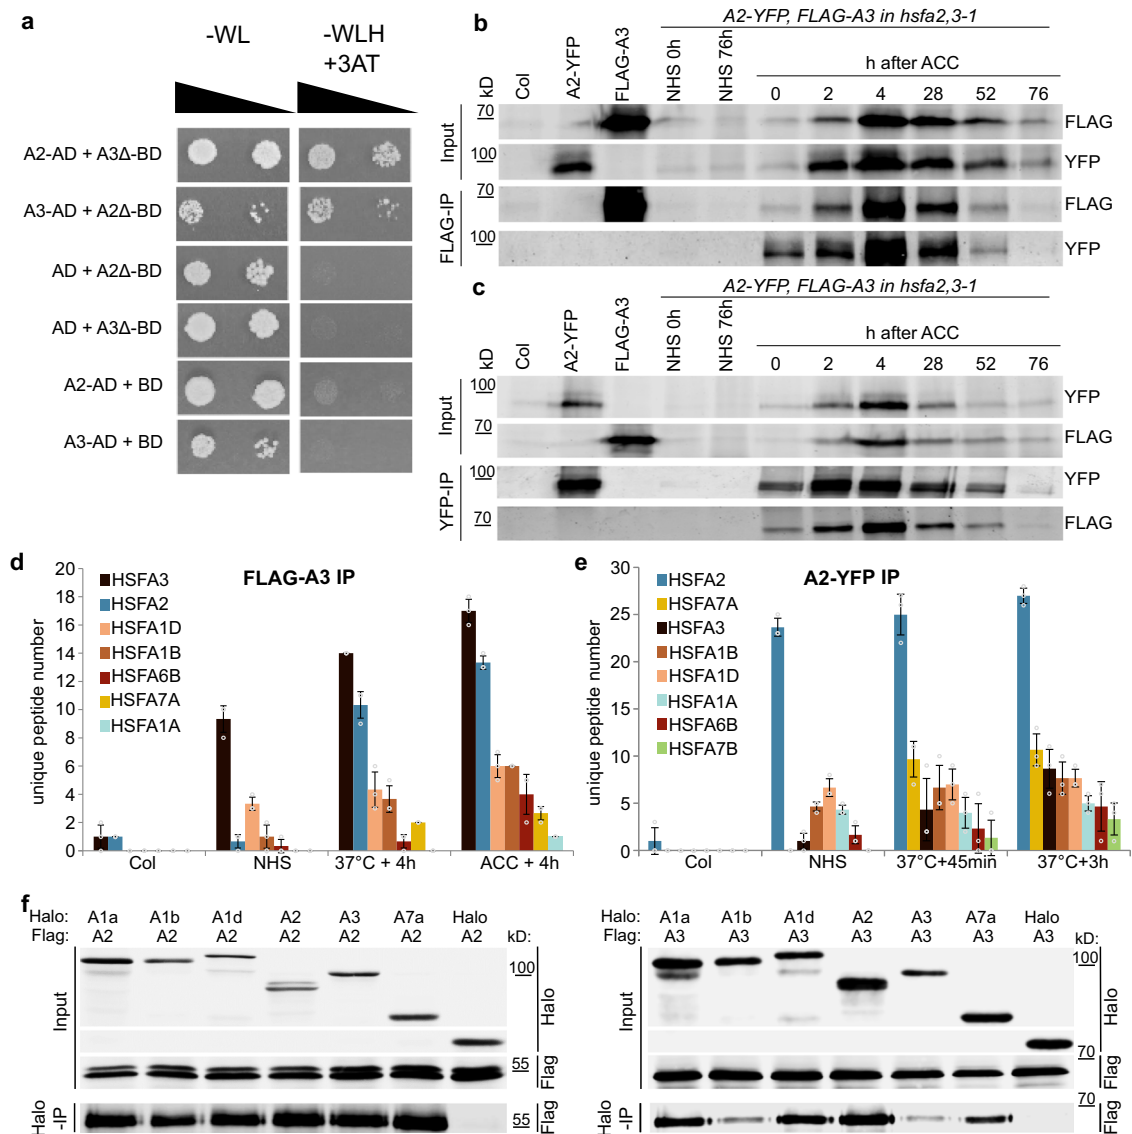 a
-WL
-WLH
+3AT
A2-AD + A3Δ-BD
A3-AD + A2Δ-BD
AD + A2Δ-BD
AD + A3Δ-BD
A2-AD + BD
A3-AD + BD
b
A2-YFP, FLAG-A3 in hsfa2,3-1
kD
Col
A2-YFP
FLAG-A3
NHS 0h
NHS 76h
h after ACC
0 2 4 28 52 76
Input
70
FLAG
100
YFP
FLAG-IP
70
FLAG
100
YFP
c
A2-YFP, FLAG-A3 in hsfa2,3-1
kD
Col
A2-YFP
FLAG-A3
NHS 0h
NHS 76h
h after ACC
0 2 4 28 52 76
Input
100
YFP
70
FLAG
YFP-IP
100
YFP
70
FLAG
d
FLAG-A3 IP
unique peptide number
20
18
16
14
12
10
8
6
4
2
0
HSFA3
HSFA2
HSFA1D
HSFA1B
HSFA6B
HSFA7A
HSFA1A
Col NHS 37°C + 4h ACC + 4h
e
A2-YFP IP
unique peptide number
30
25
20
15
10
5
0
HSFA2
HSFA7A
HSFA3
HSFA1B
HSFA1D
HSFA1A
HSFA6B
HSFA7B
Col NHS 37°C+45min 37°C+3h
f
Halo: A1a A1b A1d A2 A3 A7a Halo
Flag: A2 A2 A2 A2 A2 A2 A2 kD:
Input
100
Halo
55
Flag
Halo
-IP
55
Flag
Halo: A1a A1b A1d A2 A3 A7a Halo
Flag: A3 A3 A3 A3 A3 A3 A3 kD:
Input
100
Halo
70
Flag
Halo
-IP
70
Flag